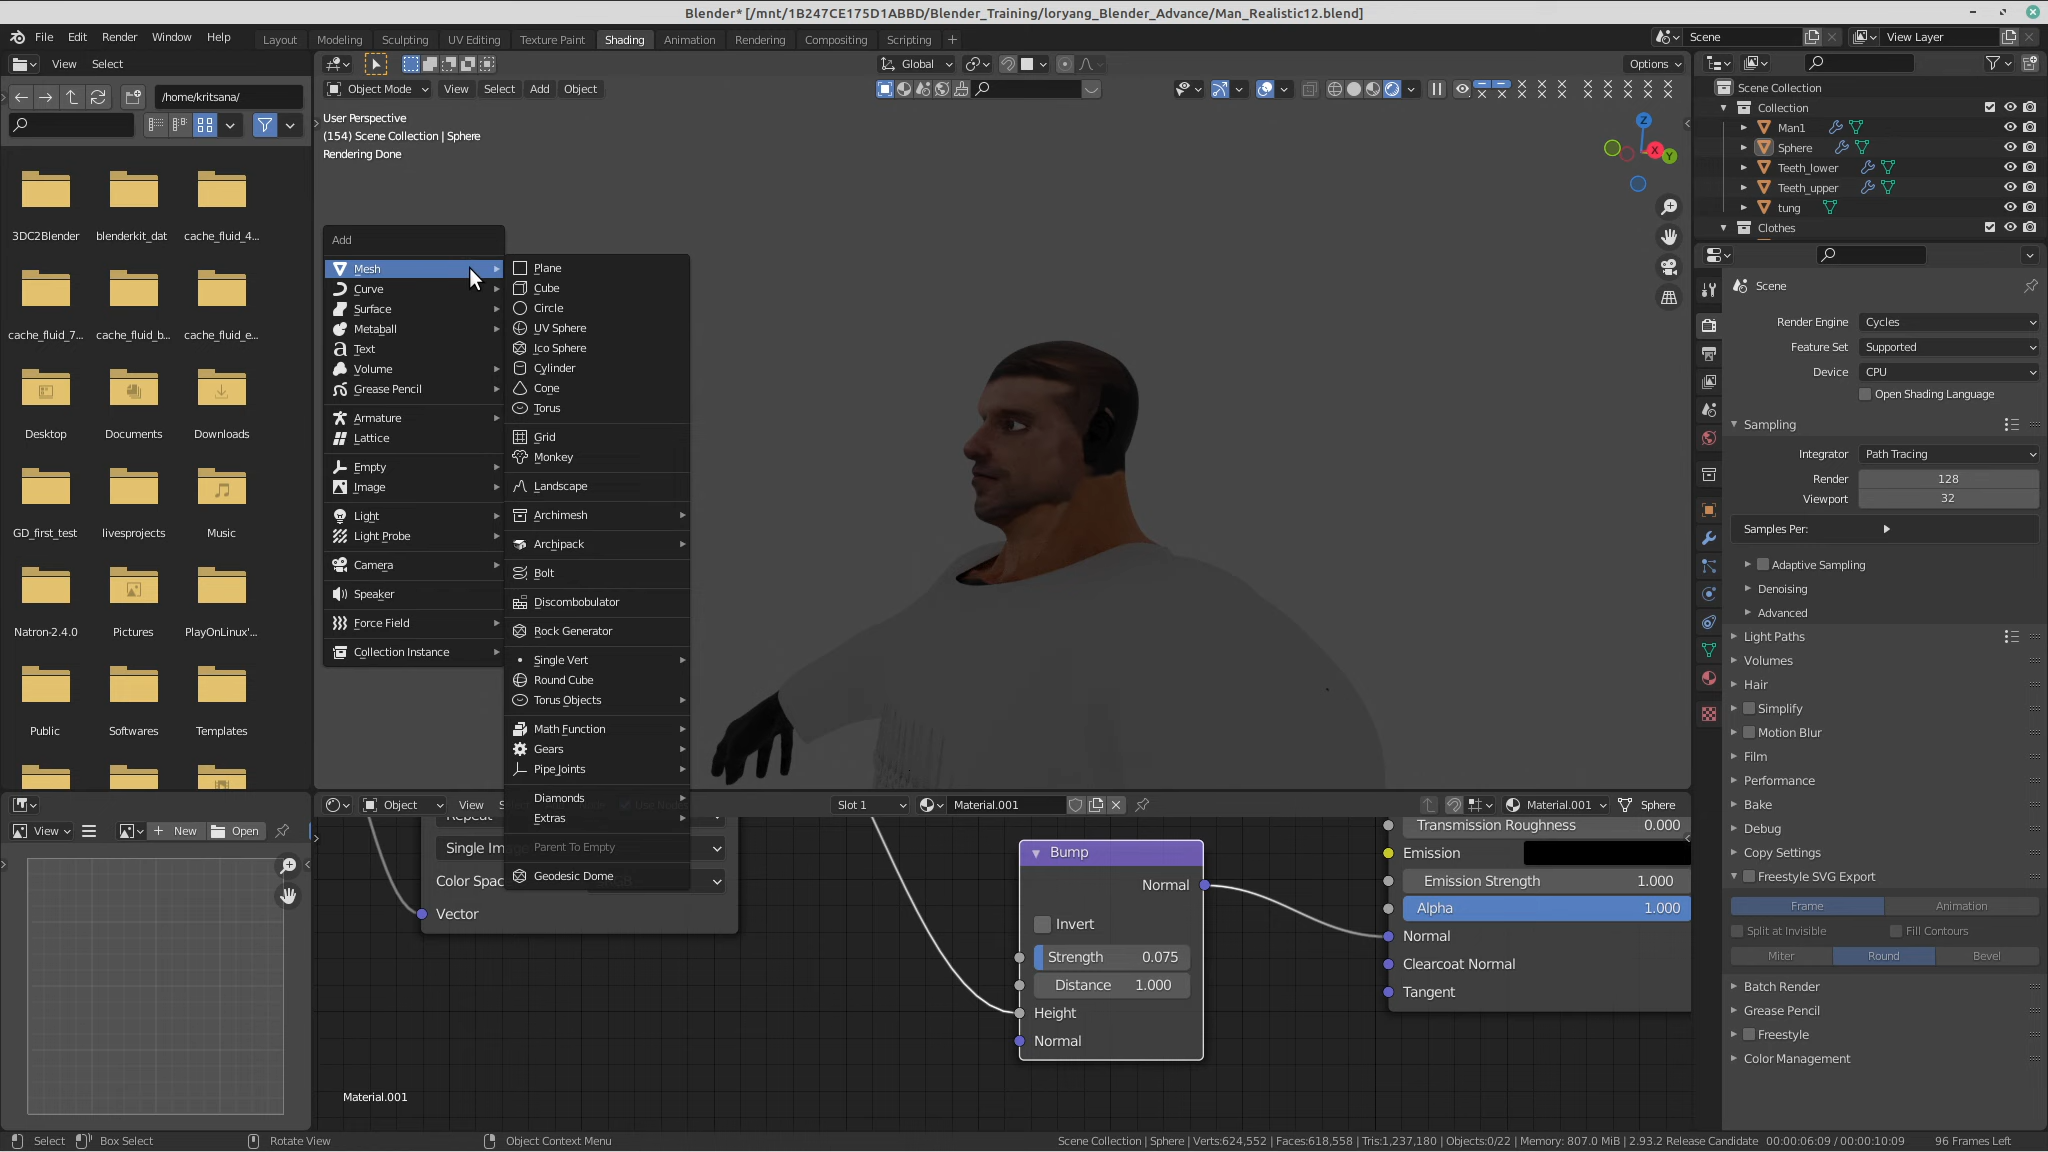 Blender* [/mnt/1B247CE175D1ABBD/Blender_Training/loryang_Blender_Advance/Man_Realistic12.blend]
File Edit Render Window Help
Layout Modeling Sculpting UV Editing Texture Paint Shading Animation Rendering Compositing Scripting +
Scene
View Layer
View Select
Global
Options
/home/kritsana/
Object Mode View Select Add Object
User Perspective
(154) Scene Collection | Sphere
Rendering Done
Z
X
Y
3DC2Blender blenderkit_dat cache_fluid_4...
cache_fluid_7... cache_fluid_b... cache_fluid_e...
Desktop Documents Downloads
GD_first_test livesprojects Music
Natron-2.4.0 Pictures PlayOnLinux'...
Public Softwares Templates
Add
Mesh
Curve
Surface
Metaball
Text
Volume
Grease Pencil
Armature
Lattice
Empty
Image
Light
Light Probe
Camera
Speaker
Force Field
Collection Instance
Plane
Cube
Circle
UV Sphere
Ico Sphere
Cylinder
Cone
Torus
Grid
Monkey
Landscape
Archimesh
Archipack
Bolt
Discombobulator
Rock Generator
Single Vert
Round Cube
Torus Objects
Math Function
Gears
Pipe Joints
Diamonds
Extras
Parent To Empty
Geodesic Dome
Scene Collection
Collection
Man1
Sphere
Teeth_lower
Teeth_upper
tung
Clothes
Scene
Render Engine Cycles
Feature Set Supported
Device CPU
Open Shading Language
Sampling
Integrator Path Tracing
Render 128
Viewport 32
Samples Per:
Adaptive Sampling
Denoising
Advanced
Light Paths
Volumes
Hair
Simplify
Motion Blur
Film
Performance
Bake
Debug
Copy Settings
Freestyle SVG Export
Frame Animation
Split at Invisible Fill Contours
Miter Round Bevel
Batch Render
Grease Pencil
Freestyle
Color Management
View New Open
Object View
Slot 1 Material.001
Material.001 Sphere
Repeat
Single Im
Color Spac
Vector
Bump
Normal
Invert
Strength 0.075
Distance 1.000
Height
Normal
Transmission Roughness 0.000
Emission
Emission Strength 1.000
Alpha 1.000
Normal
Clearcoat Normal
Tangent
Material.001
Select Box Select Rotate View Object Context Menu
Scene Collection | Sphere | Verts:624,552 | Faces:618,558 | Tris:1,237,180 | Objects:0/22 | Memory: 807.0 MiB | 2.93.2 Release Candidate 00:00:06:09 / 00:00:10:09 96 Frames Left